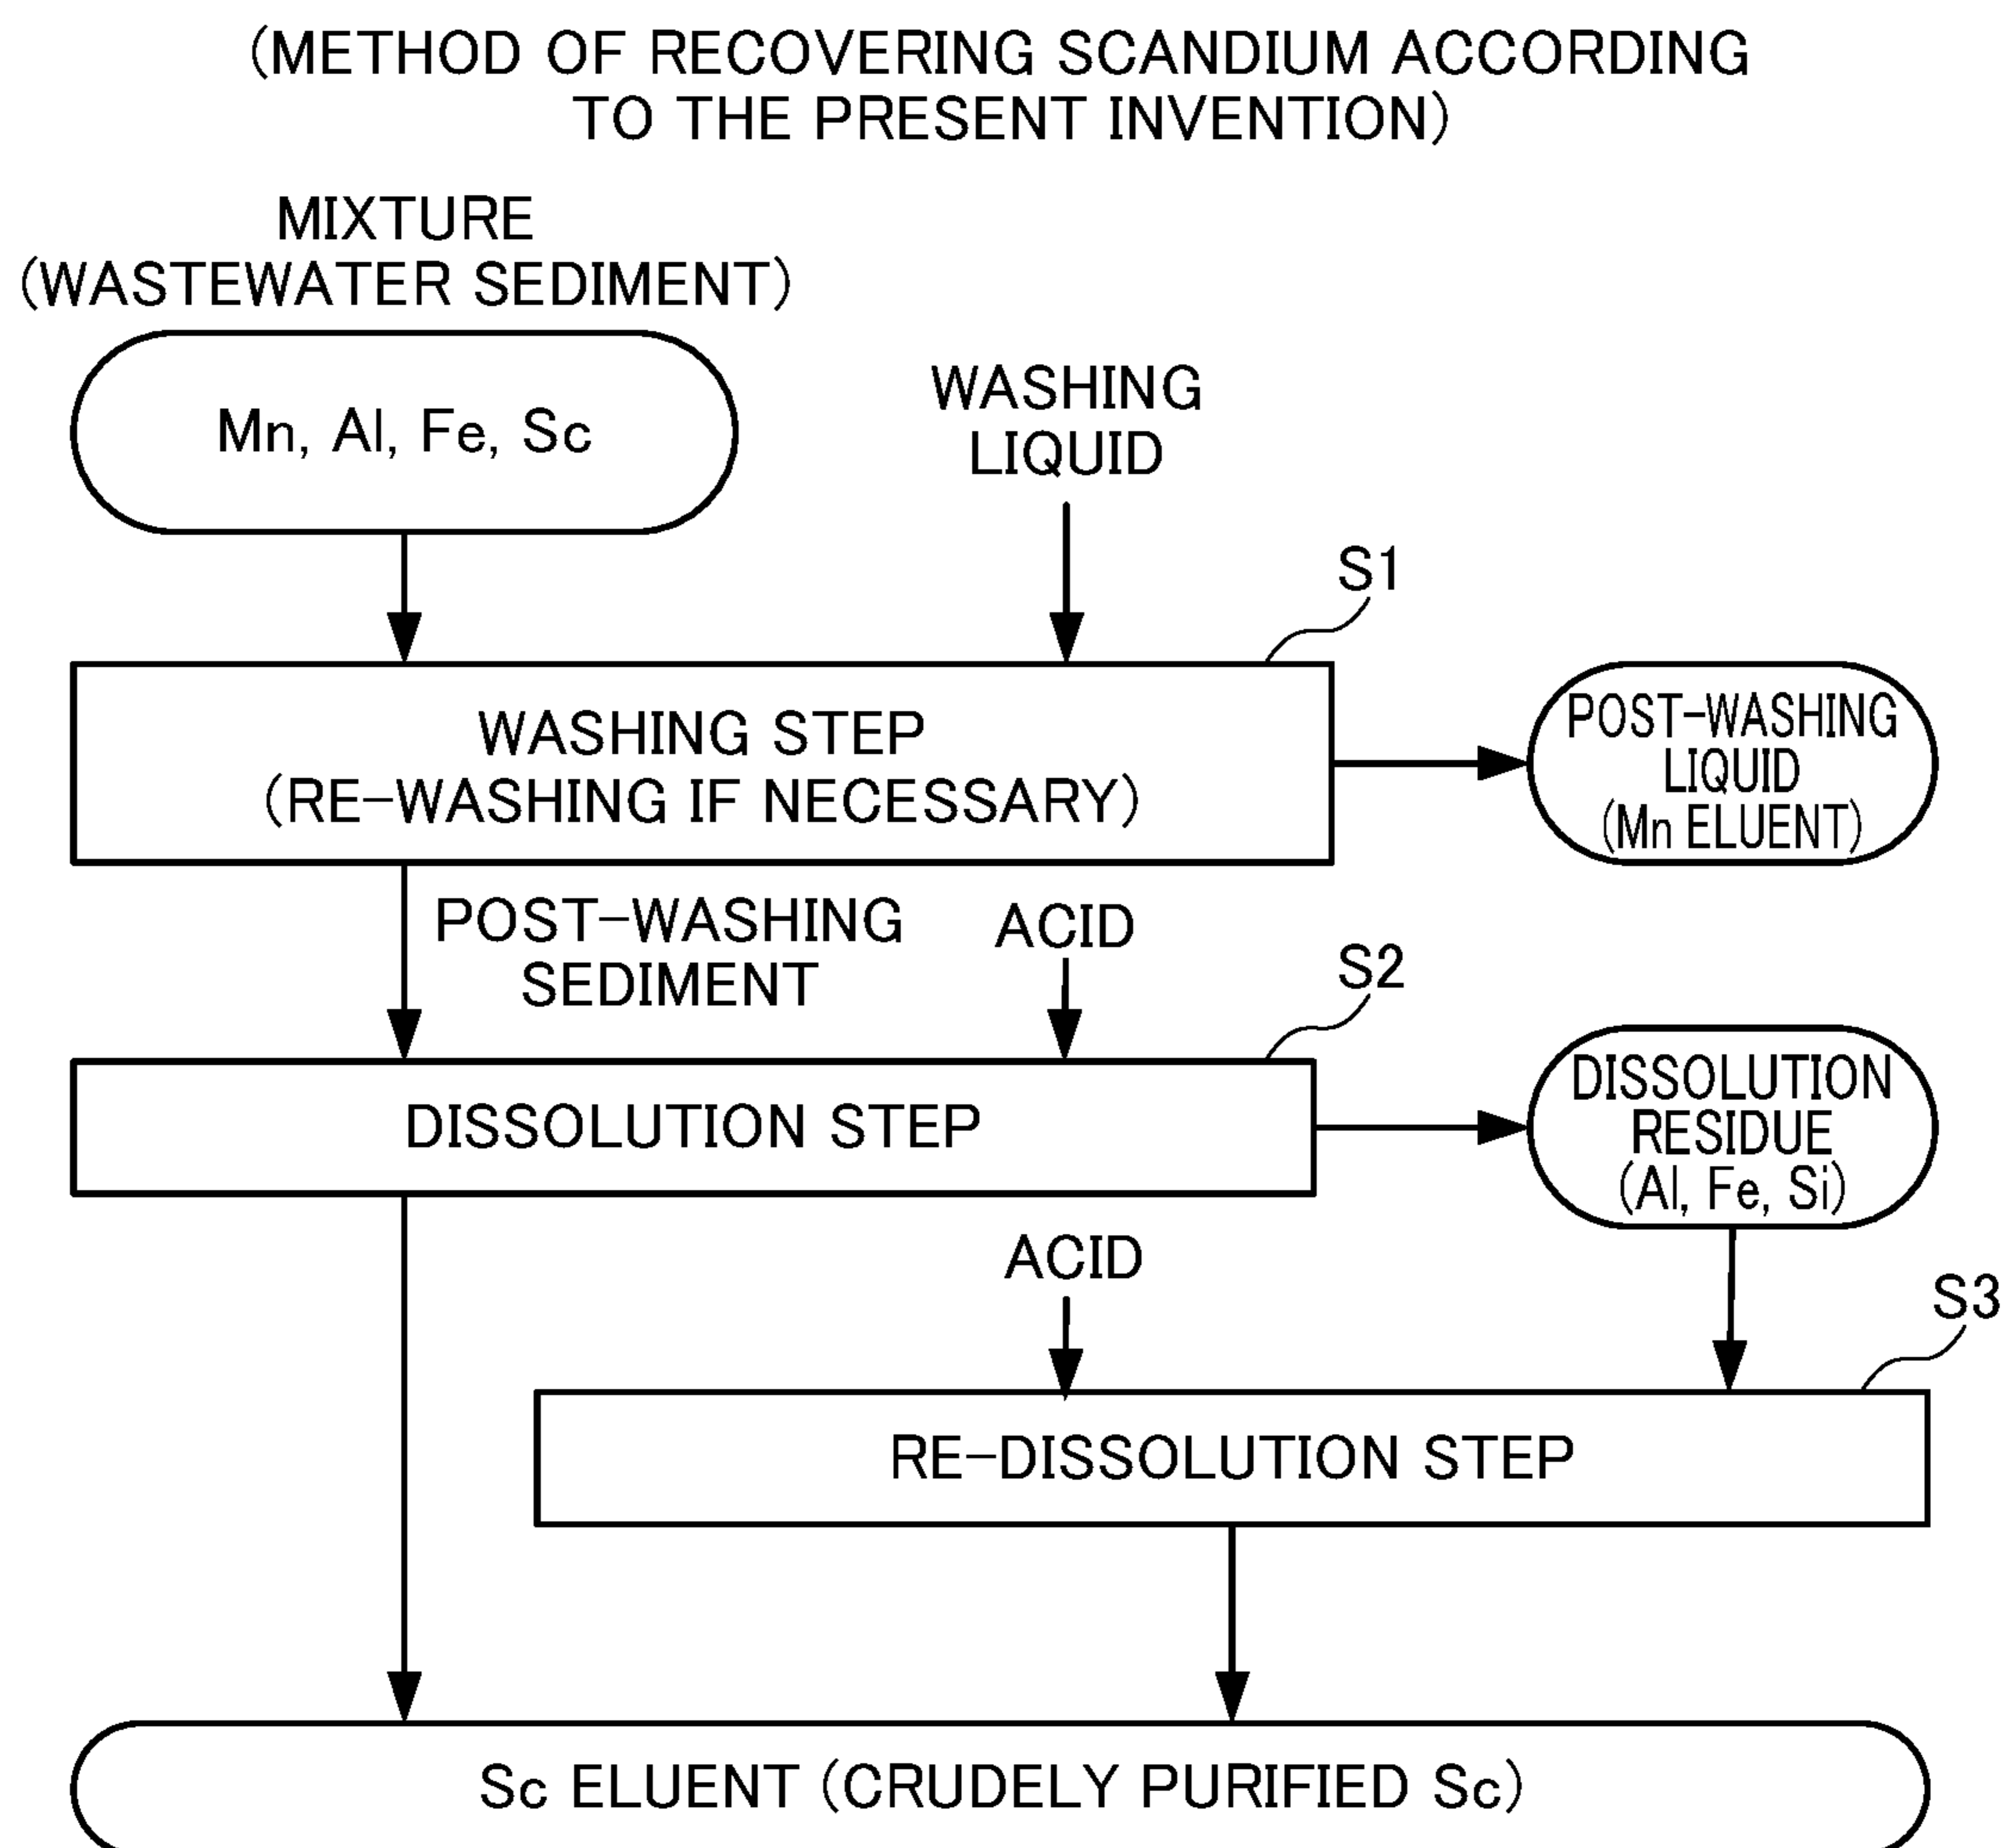 (METHOD OF RECOVERING SCANDIUM ACCORDING
TO THE PRESENT INVENTION)
MIXTURE
(WASTEWATER SEDIMENT)
Mn, Al, Fe, Sc
WASHING
LIQUID
S1
WASHING STEP
(RE-WASHING IF NECESSARY)
POST-WASHING
LIQUID
(Mn ELUENT)
POST-WASHING
SEDIMENT
ACID
S2
DISSOLUTION STEP
DISSOLUTION
RESIDUE
(Al, Fe, Si)
ACID
S3
RE-DISSOLUTION STEP
Sc ELUENT (CRUDELY PURIFIED Sc)